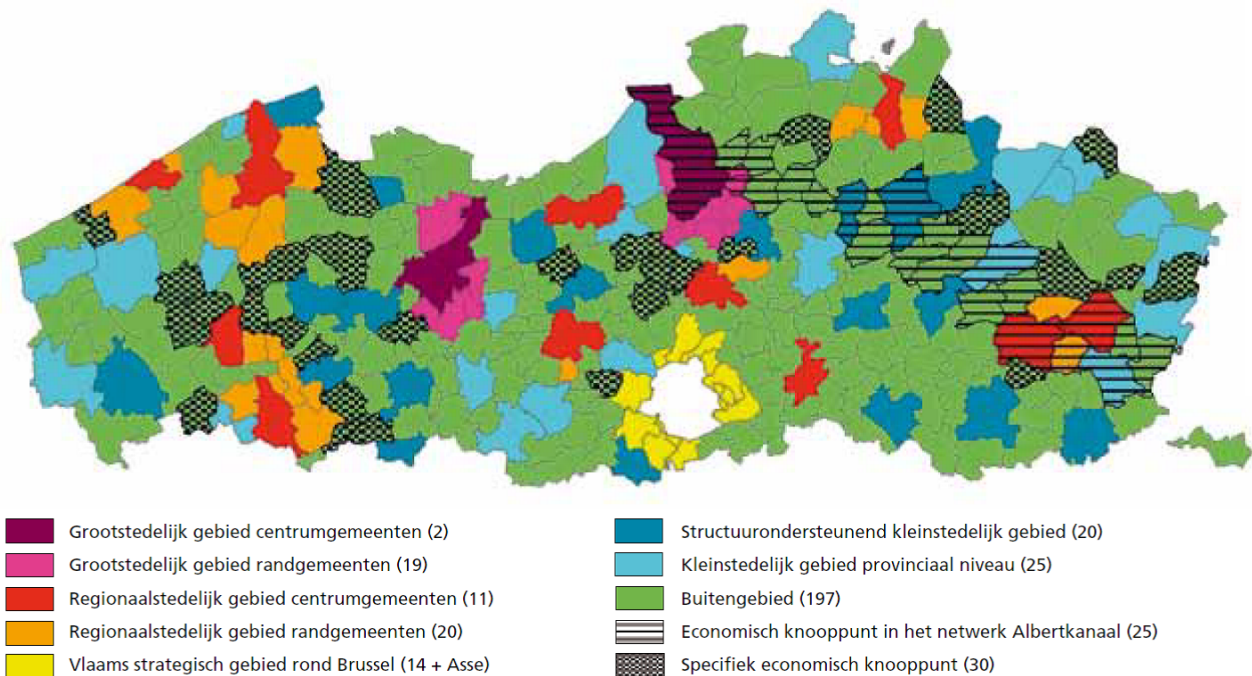 Grootstedelijk gebied centrumgemeenten (2)
Grootstedelijk gebied randgemeenten (19)
Regionaalstedelijk gebied centrumgemeenten (11)
Regionaalstedelijk gebied randgemeenten (20)
Vlaams strategisch gebied rond Brussel (14 + Asse)
Structuurondersteunend kleinstedelijk gebied (20)
Kleinstedelijk gebied provinciaal niveau (25)
Buitengebied (197)
Economisch knooppunt in het netwerk Albertkanaal (25)
Specifiek economisch knooppunt (30)